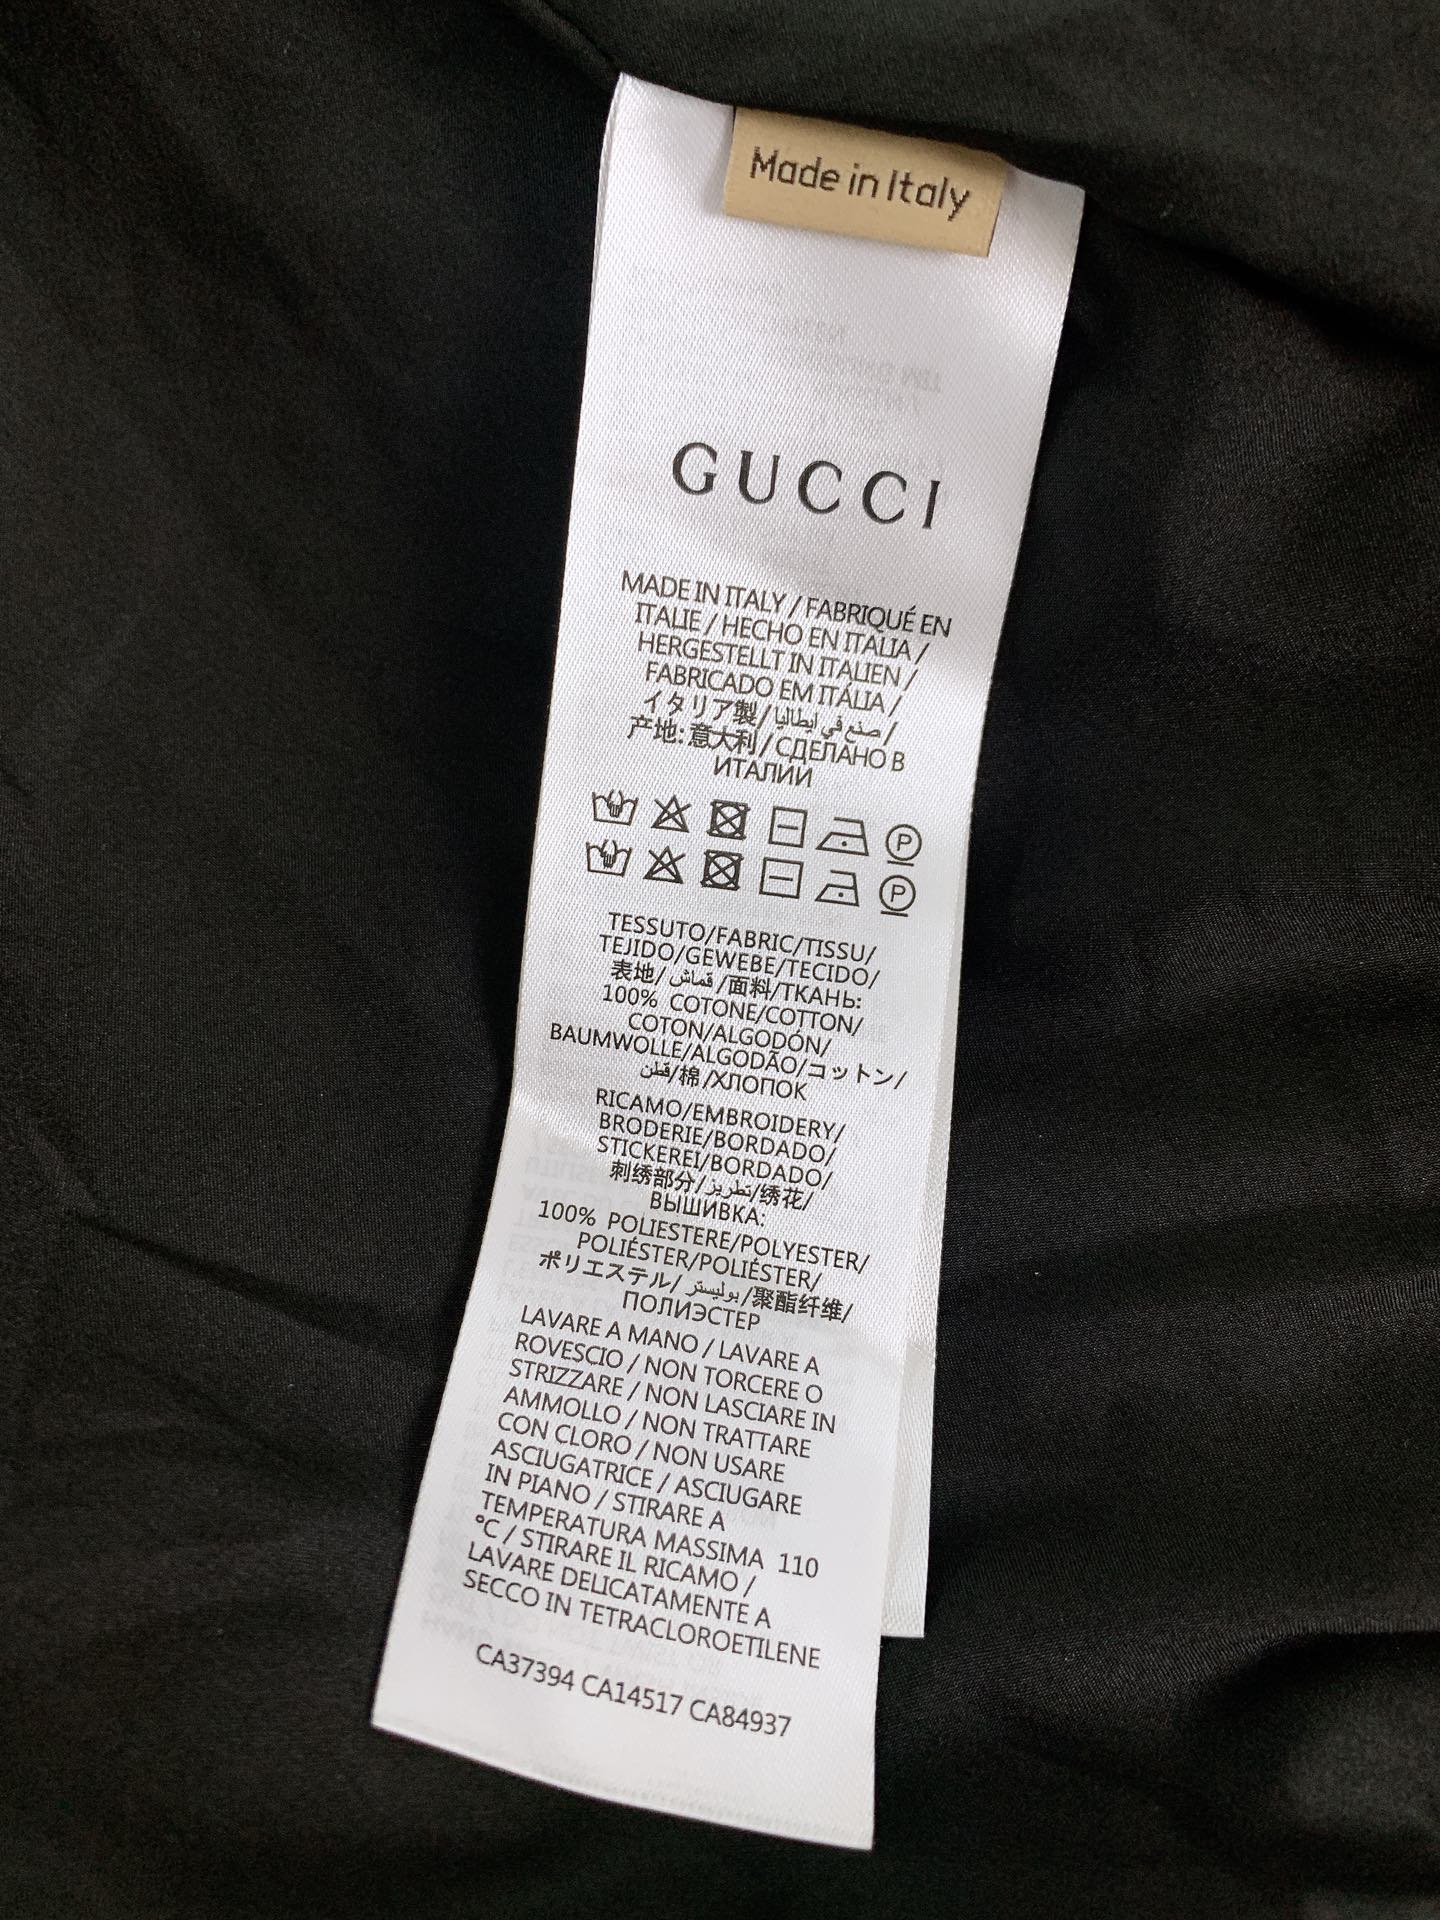 Made in Italy
GUCCI
MADE IN ITALY / FABRIQUÉ EN
ITALIE / HECHO EN ITALIA /
HERGESTELLT IN ITALIEN /
FABRICADO EM ITÁLIA /
イタリア製/صنع في إيطاليا/
产地:意大利/СДЕЛАНО В
ИТАЛИИ
P
P
TESSUTO/FABRIC/TISSU/
TEJIDO/GEWEBE/TECIDO/
表地/قماش/面料/ТКАНЬ:
100% COTONE/COTTON/
COTON/ALGODÓN/
BAUMWOLLE/ALGODÃO/コットン/
قطن/棉/ХЛОПОК
RICAMO/EMBROIDERY/
BRODERIE/BORDADO/
STICKEREI/BORDADO/
刺绣部分/تطريز/绣花/
ВЫШИВКА:
100% POLIESTERE/POLYESTER/
POLIÉSTER/POLIÉSTER/
ポリエステル/بوليستر/聚酯纤维/
ПОЛИЭСТЕР
LAVARE A MANO / LAVARE A
ROVESCIO / NON TORCERE O
STRIZZARE / NON LASCIARE IN
AMMOLLO / NON TRATTARE
CON CLORO / NON USARE
ASCIUGATRICE / ASCIUGARE
IN PIANO / STIRARE A
TEMPERATURA MASSIMA 110
°C / STIRARE IL RICAMO /
LAVARE DELICATAMENTE A
SECCO IN TETRACLOROETILENE
CA37394 CA14517 CA84937